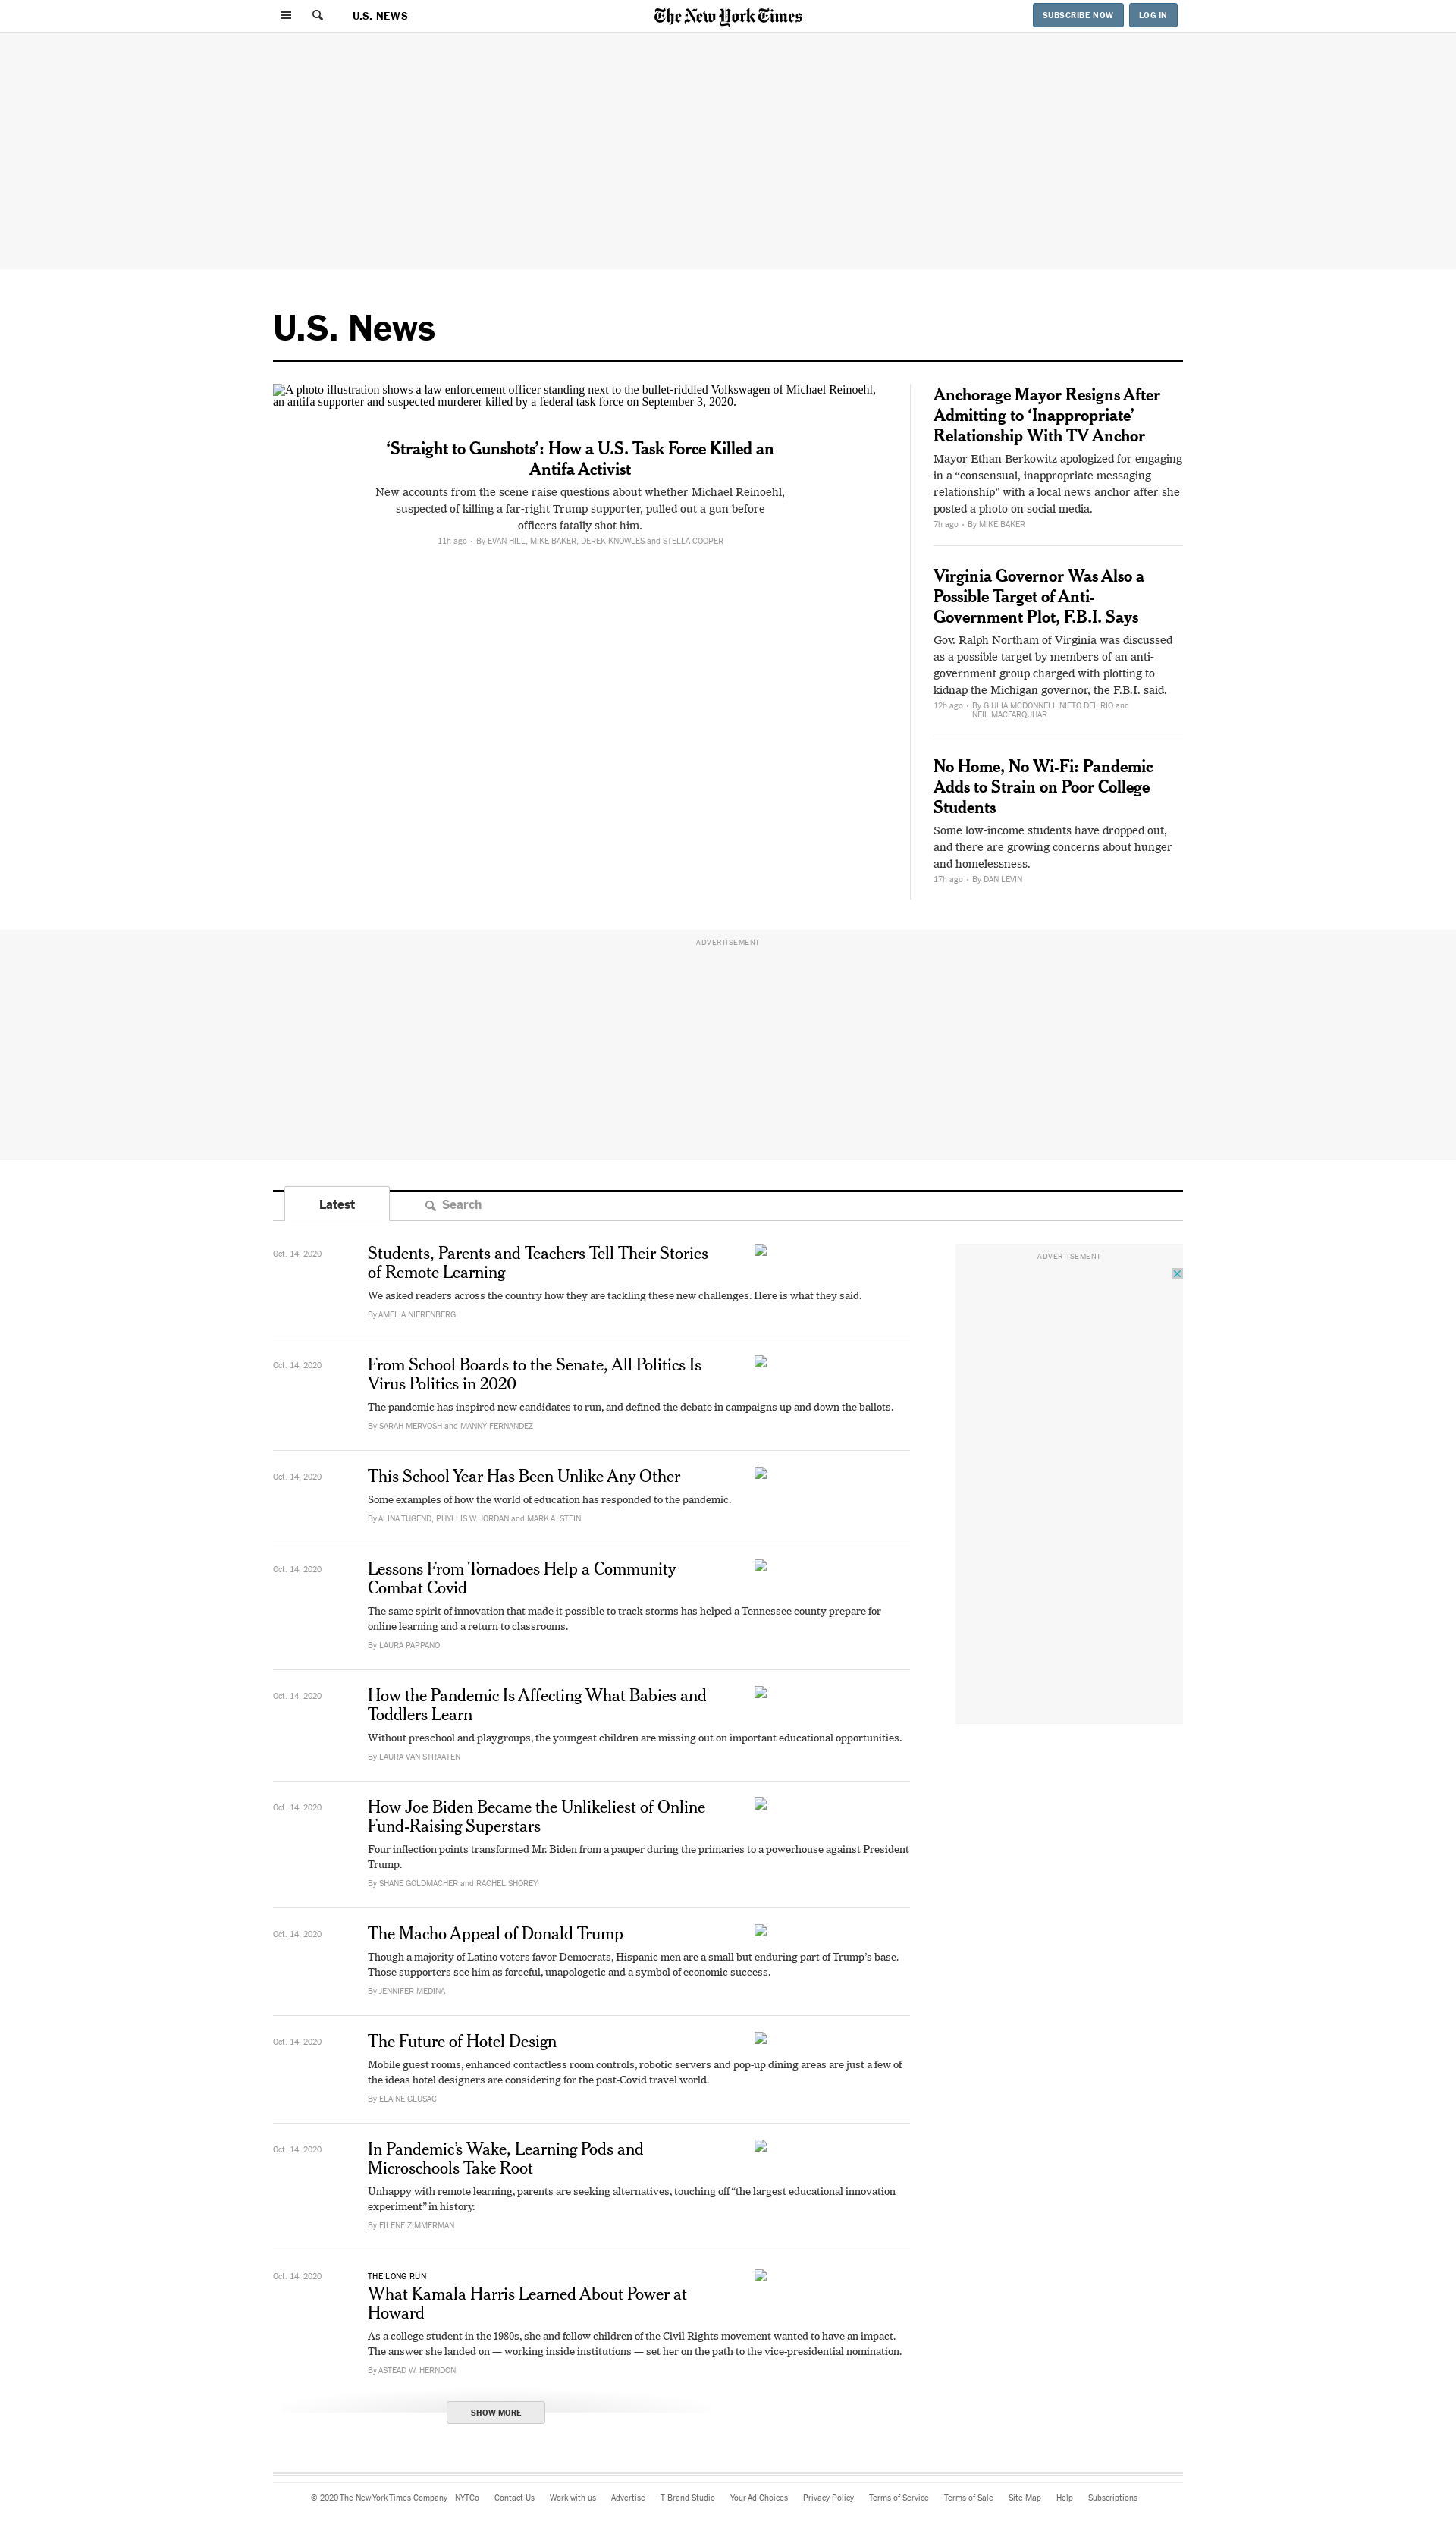 U.S. NEWS
The New York Times
SUBSCRIBE NOW
LOG IN
U.S. News
A photo illustration shows a law enforcement officer standing next to the bullet-riddled Volkswagen of Michael Reinoehl,
an antifa supporter and suspected murderer killed by a federal task force on September 3, 2020.
‘Straight to Gunshots’: How a U.S. Task Force Killed an
Antifa Activist
New accounts from the scene raise questions about whether Michael Reinoehl,
suspected of killing a far-right Trump supporter, pulled out a gun before
officers fatally shot him.
11h ago • By EVAN HILL, MIKE BAKER, DEREK KNOWLES and STELLA COOPER
Anchorage Mayor Resigns After
Admitting to ‘Inappropriate’
Relationship With TV Anchor
Mayor Ethan Berkowitz apologized for engaging
in a “consensual, inappropriate messaging
relationship” with a local news anchor after she
posted a photo on social media.
7h ago • By MIKE BAKER
Virginia Governor Was Also a
Possible Target of Anti-
Government Plot, F.B.I. Says
Gov. Ralph Northam of Virginia was discussed
as a possible target by members of an anti-
government group charged with plotting to
kidnap the Michigan governor, the F.B.I. said.
12h ago • By GIULIA MCDONNELL NIETO DEL RIO and
NEIL MACFARQUHAR
No Home, No Wi-Fi: Pandemic
Adds to Strain on Poor College
Students
Some low-income students have dropped out,
and there are growing concerns about hunger
and homelessness.
17h ago • By DAN LEVIN
ADVERTISEMENT
Latest
Search
Oct. 14, 2020
Students, Parents and Teachers Tell Their Stories
of Remote Learning
We asked readers across the country how they are tackling these new challenges. Here is what they said.
By AMELIA NIERENBERG
ADVERTISEMENT
Oct. 14, 2020
From School Boards to the Senate, All Politics Is
Virus Politics in 2020
The pandemic has inspired new candidates to run, and defined the debate in campaigns up and down the ballots.
By SARAH MERVOSH and MANNY FERNANDEZ
Oct. 14, 2020
This School Year Has Been Unlike Any Other
Some examples of how the world of education has responded to the pandemic.
By ALINA TUGEND, PHYLLIS W. JORDAN and MARK A. STEIN
Oct. 14, 2020
Lessons From Tornadoes Help a Community
Combat Covid
The same spirit of innovation that made it possible to track storms has helped a Tennessee county prepare for
online learning and a return to classrooms.
By LAURA PAPPANO
Oct. 14, 2020
How the Pandemic Is Affecting What Babies and
Toddlers Learn
Without preschool and playgroups, the youngest children are missing out on important educational opportunities.
By LAURA VAN STRAATEN
Oct. 14, 2020
How Joe Biden Became the Unlikeliest of Online
Fund-Raising Superstars
Four inflection points transformed Mr. Biden from a pauper during the primaries to a powerhouse against President
Trump.
By SHANE GOLDMACHER and RACHEL SHOREY
Oct. 14, 2020
The Macho Appeal of Donald Trump
Though a majority of Latino voters favor Democrats, Hispanic men are a small but enduring part of Trump’s base.
Those supporters see him as forceful, unapologetic and a symbol of economic success.
By JENNIFER MEDINA
Oct. 14, 2020
The Future of Hotel Design
Mobile guest rooms, enhanced contactless room controls, robotic servers and pop-up dining areas are just a few of
the ideas hotel designers are considering for the post-Covid travel world.
By ELAINE GLUSAC
Oct. 14, 2020
In Pandemic’s Wake, Learning Pods and
Microschools Take Root
Unhappy with remote learning, parents are seeking alternatives, touching off “the largest educational innovation
experiment” in history.
By EILENE ZIMMERMAN
Oct. 14, 2020
THE LONG RUN
What Kamala Harris Learned About Power at
Howard
As a college student in the 1980s, she and fellow children of the Civil Rights movement wanted to have an impact.
The answer she landed on — working inside institutions — set her on the path to the vice-presidential nomination.
By ASTEAD W. HERNDON
SHOW MORE
© 2020 The New York Times Company NYTCo Contact Us Work with us Advertise T Brand Studio Your Ad Choices Privacy Policy Terms of Service Terms of Sale Site Map Help Subscriptions